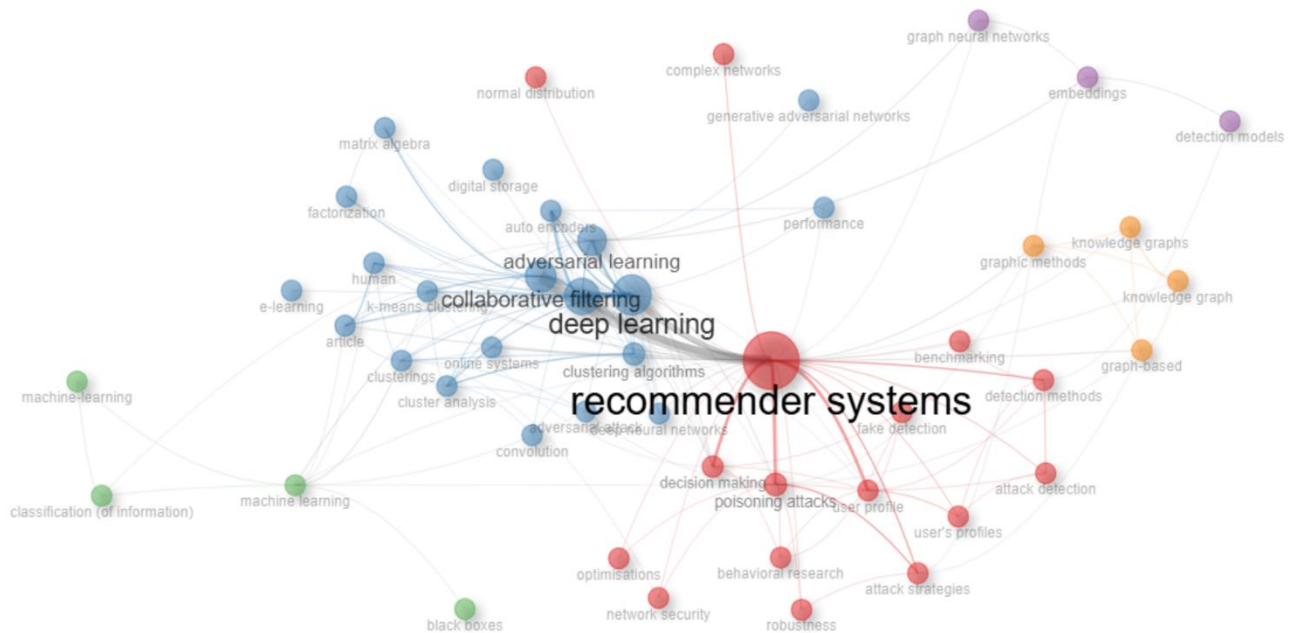 graph neural networks
complex networks
normal distribution
embeddings
generative adversarial networks
detection models
matrix algebra
digital storage
factorization
auto encoders
performance
knowledge graphs
adversarial learning
graphic methods
human
knowledge graph
e-learning
k-means clustering
collaborative filtering
deep learning
article
online systems
clustering algorithms
benchmarking
graph-based
clusterings
machine-learning
cluster analysis
recommender systems
detection methods
adversarial attack
deep neural networks
fake detection
convolution
decision making
attack detection
machine learning
poisoning attacks
user profile
classification (of information)
user's profiles
optimisations
behavioral research
attack strategies
network security
black boxes
robustness